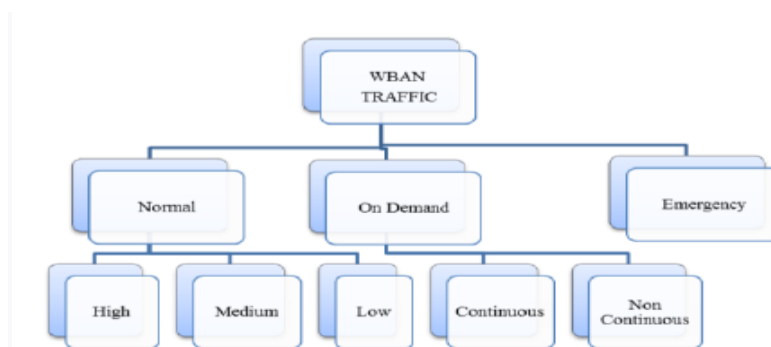 WBAN
TRAFFIC
Normal
On Demand
Emergency
High
Medium
Low
Continuous
Non
Continuous